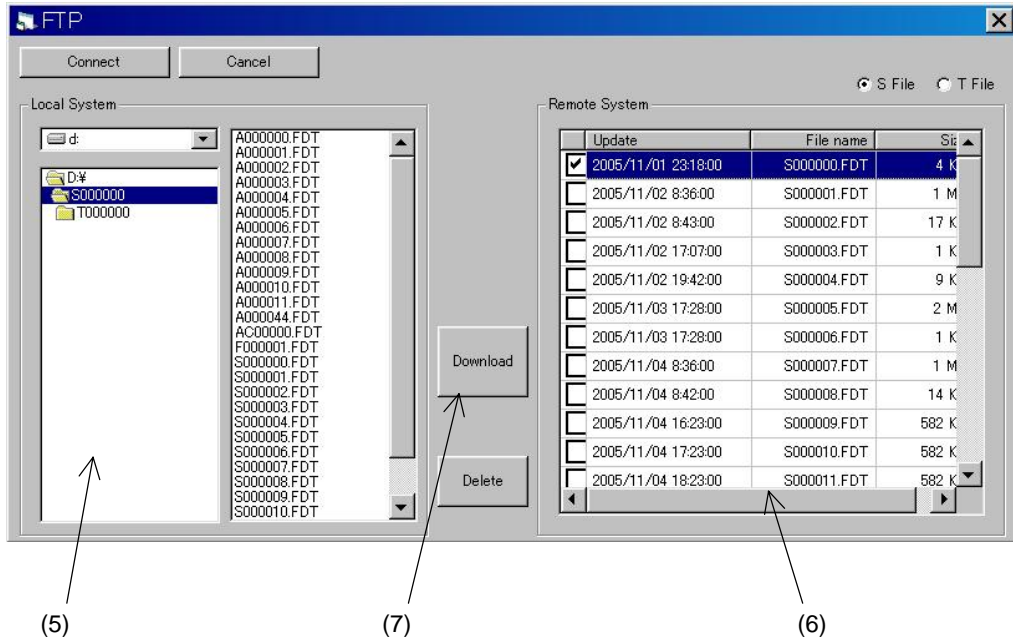 FTP
Connect
Cancel
S File
T File
Local System
d:
D:¥
S000000
T000000
A000000.FDT
A000001.FDT
A000002.FDT
A000003.FDT
A000004.FDT
A000005.FDT
A000006.FDT
A000007.FDT
A000008.FDT
A000009.FDT
A000010.FDT
A000011.FDT
A000044.FDT
AC00000.FDT
F000001.FDT
S000000.FDT
S000001.FDT
S000002.FDT
S000003.FDT
S000004.FDT
S000005.FDT
S000006.FDT
S000007.FDT
S000008.FDT
S000009.FDT
S000010.FDT
Download
Delete
Remote System
Update File name Siz
2005/11/01 23:18:00 S000000.FDT 4 K
2005/11/02 8:36:00 S000001.FDT 1 M
2005/11/02 8:43:00 S000002.FDT 17 K
2005/11/02 17:07:00 S000003.FDT 1 K
2005/11/02 19:42:00 S000004.FDT 9 K
2005/11/03 17:28:00 S000005.FDT 2 M
2005/11/03 17:28:00 S000006.FDT 1 K
2005/11/04 8:36:00 S000007.FDT 1 M
2005/11/04 8:42:00 S000008.FDT 14 K
2005/11/04 16:23:00 S000009.FDT 582 K
2005/11/04 17:23:00 S000010.FDT 582 K
2005/11/04 18:23:00 S000011.FDT 582 K
(5) (7) (6)